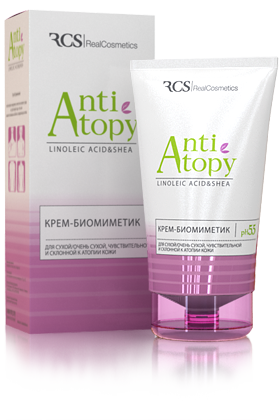 RCS RealCosmetics
Anti
Atopy
LINOLEIC ACID&SHEA
КРЕМ-БИОМИМЕТИК
ДЛЯ СУХОЙ/ОЧЕНЬ СУХОЙ, ЧУВСТВИТЕЛЬНОЙ
И СКЛОННОЙ К АТОПИИ КОЖИ
RCS RealCosmetics
Anti
Atopy
LINOLEIC ACID&SHEA
КРЕМ-БИОМИМЕТИК
pH5.5
ДЛЯ СУХОЙ/ОЧЕНЬ СУХОЙ, ЧУВСТВИТЕЛЬНОЙ
И СКЛОННОЙ К АТОПИИ КОЖИ